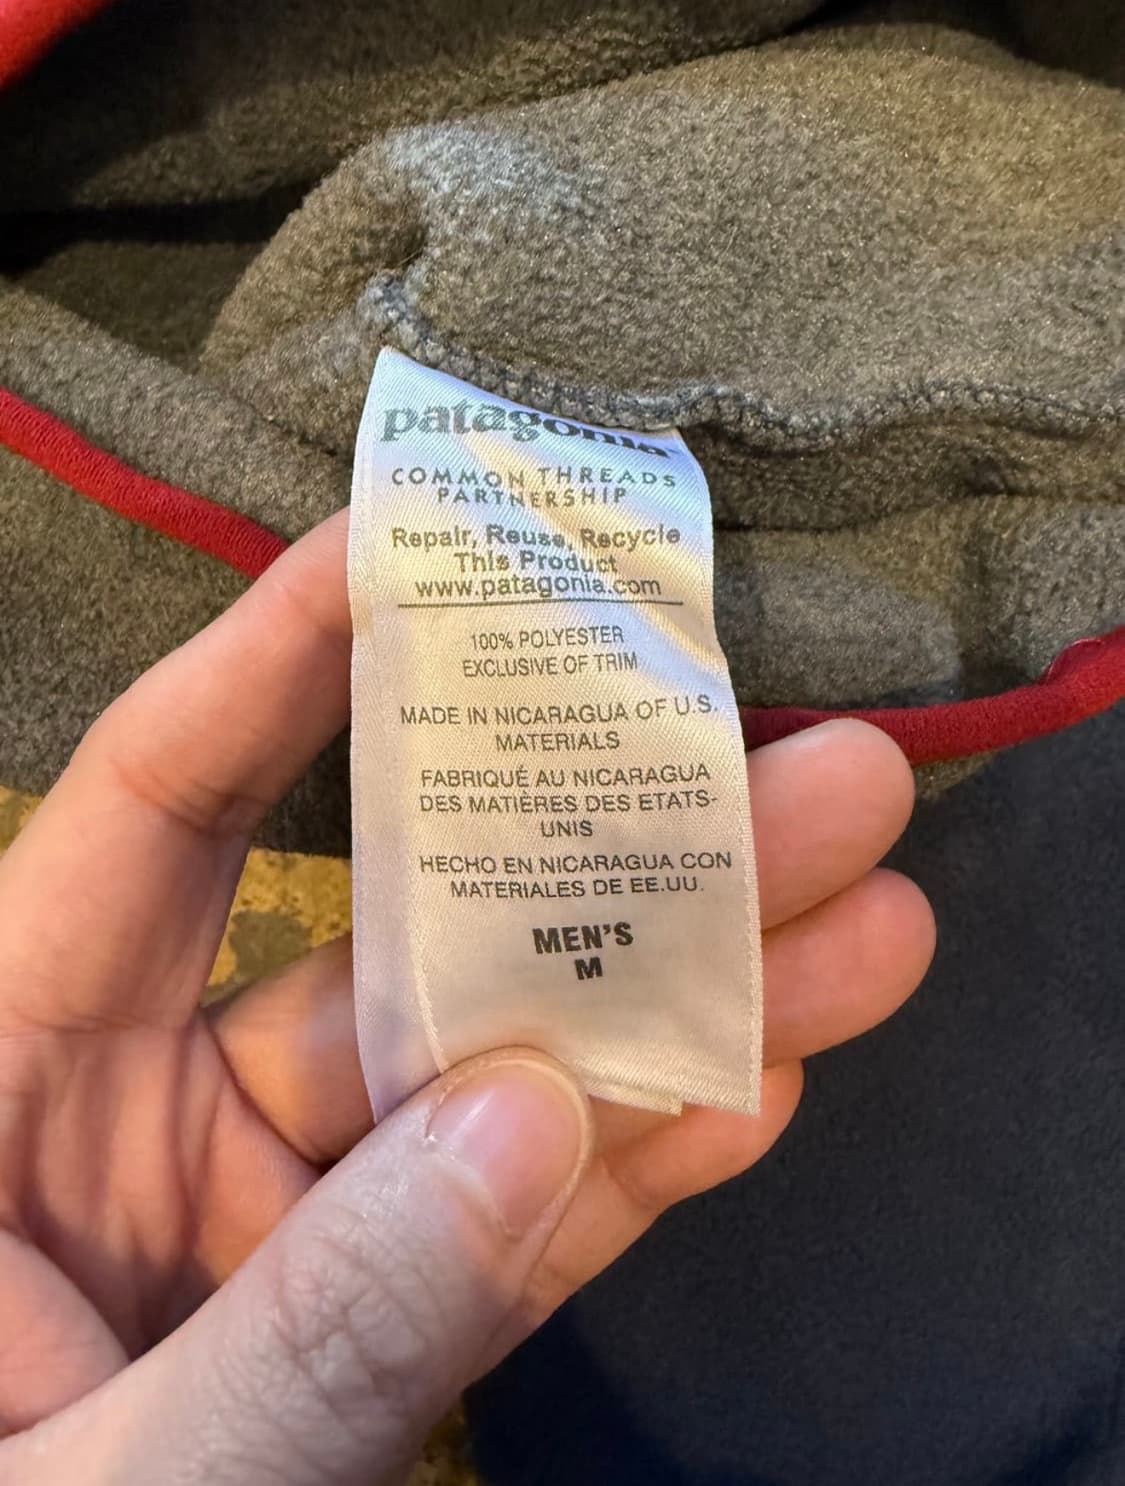 patagonia
COMMON THREADS
PARTNERSHIP
Repair, Reuse, Recycle
This Product
www.patagonia.com
100% POLYESTER
EXCLUSIVE OF TRIM
MADE IN NICARAGUA OF U.S.
MATERIALS
FABRIQUÉ AU NICARAGUA
DES MATIÈRES DES ETATS-
UNIS
HECHO EN NICARAGUA CON
MATERIALES DE EE.UU.
MEN'S
M